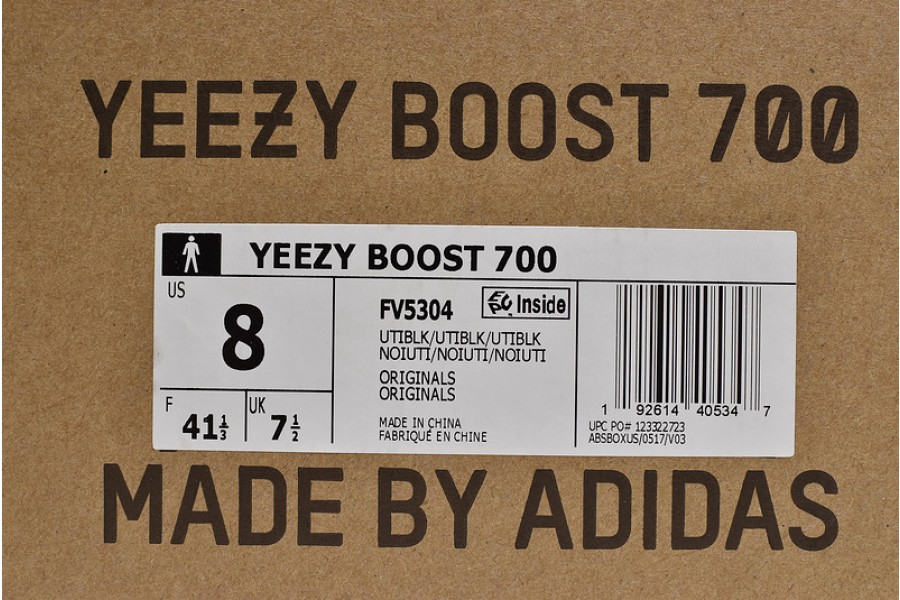 YEEZY BOOST 700
YEEZY BOOST 700
US
8
F
41 1/3
UK
7 1/2
FV5304
EPC Inside
UTIBLK/UTIBLK/UTIBLK
NOIUTI/NOIUTI/NOIUTI
ORIGINALS
ORIGINALS
MADE IN CHINA
FABRIQUÉ EN CHINE
1 92614 40534 7
UPC PO# 123322723
ABSBOXUS/0517/V03
MADE BY ADIDAS